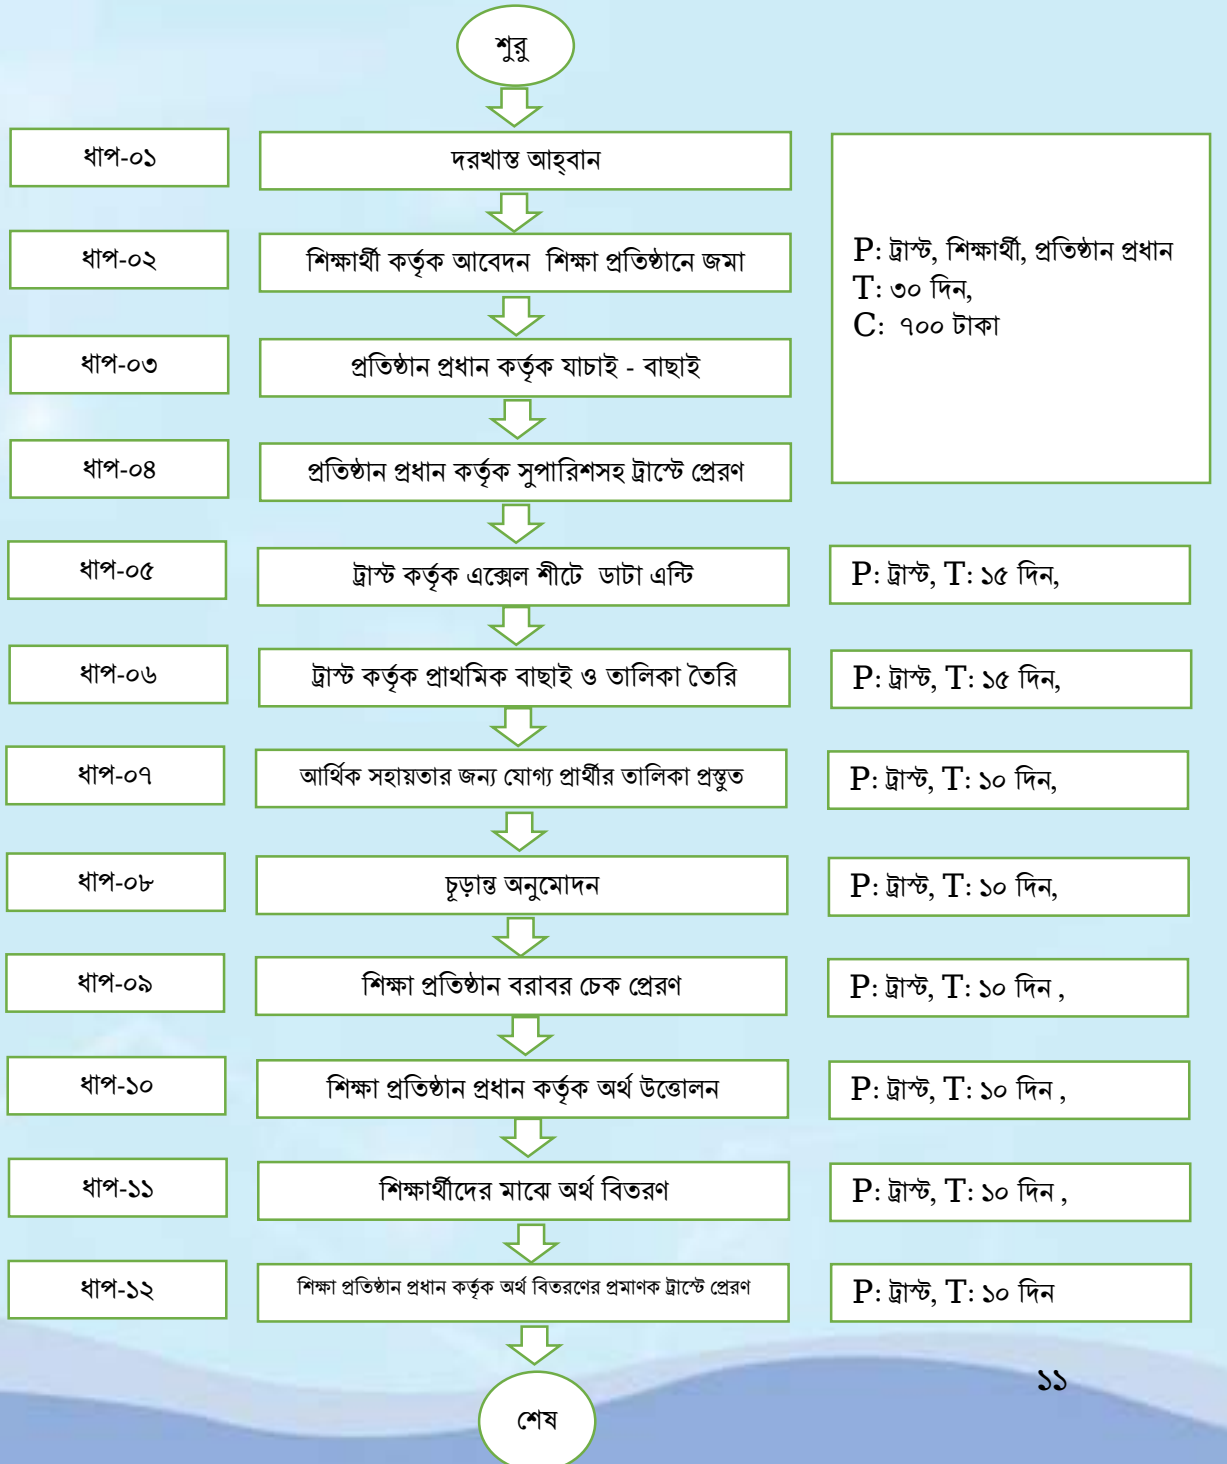 শুরু
ধাপ-০১
দরখাস্ত আহ্‌বান
ধাপ-০২
শিক্ষার্থী কর্তৃক আবেদন শিক্ষা প্রতিষ্ঠানে জমা
P: ট্রাস্ট, শিক্ষার্থী, প্রতিষ্ঠান প্রধান
T: ৩০ দিন,
C: ৭০০ টাকা
ধাপ-০৩
প্রতিষ্ঠান প্রধান কর্তৃক যাচাই - বাছাই
ধাপ-০৪
প্রতিষ্ঠান প্রধান কর্তৃক সুপারিশসহ ট্রাস্টে প্রেরণ
ধাপ-০৫
ট্রাস্ট কর্তৃক এক্সেল শীটে ডাটা এন্টি
P: ট্রাস্ট, T: ১৫ দিন,
ধাপ-০৬
ট্রাস্ট কর্তৃক প্রাথমিক বাছাই ও তালিকা তৈরি
P: ট্রাস্ট, T: ১৫ দিন,
ধাপ-০৭
আর্থিক সহায়তার জন্য যোগ্য প্রার্থীর তালিকা প্রস্তুত
P: ট্রাস্ট, T: ১০ দিন,
ধাপ-০৮
চূড়ান্ত অনুমোদন
P: ট্রাস্ট, T: ১০ দিন,
ধাপ-০৯
শিক্ষা প্রতিষ্ঠান বরাবর চেক প্রেরণ
P: ট্রাস্ট, T: ১০ দিন ,
ধাপ-১০
শিক্ষা প্রতিষ্ঠান প্রধান কর্তৃক অর্থ উত্তোলন
P: ট্রাস্ট, T: ১০ দিন ,
ধাপ-১১
শিক্ষার্থীদের মাঝে অর্থ বিতরণ
P: ট্রাস্ট, T: ১০ দিন ,
ধাপ-১২
শিক্ষা প্রতিষ্ঠান প্রধান কর্তৃক অর্থ বিতরণের প্রমাণক ট্রাস্টে প্রেরণ
P: ট্রাস্ট, T: ১০ দিন
১১
শেষ